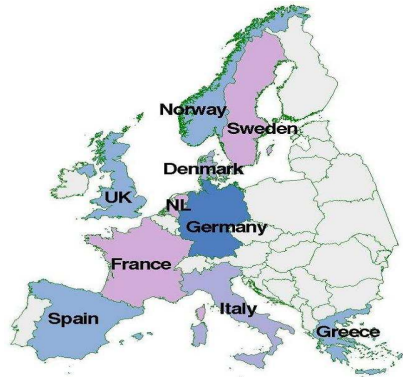 Norway
Sweden
Denmark
UK
NL
Germany
France
Italy
Spain
Greece